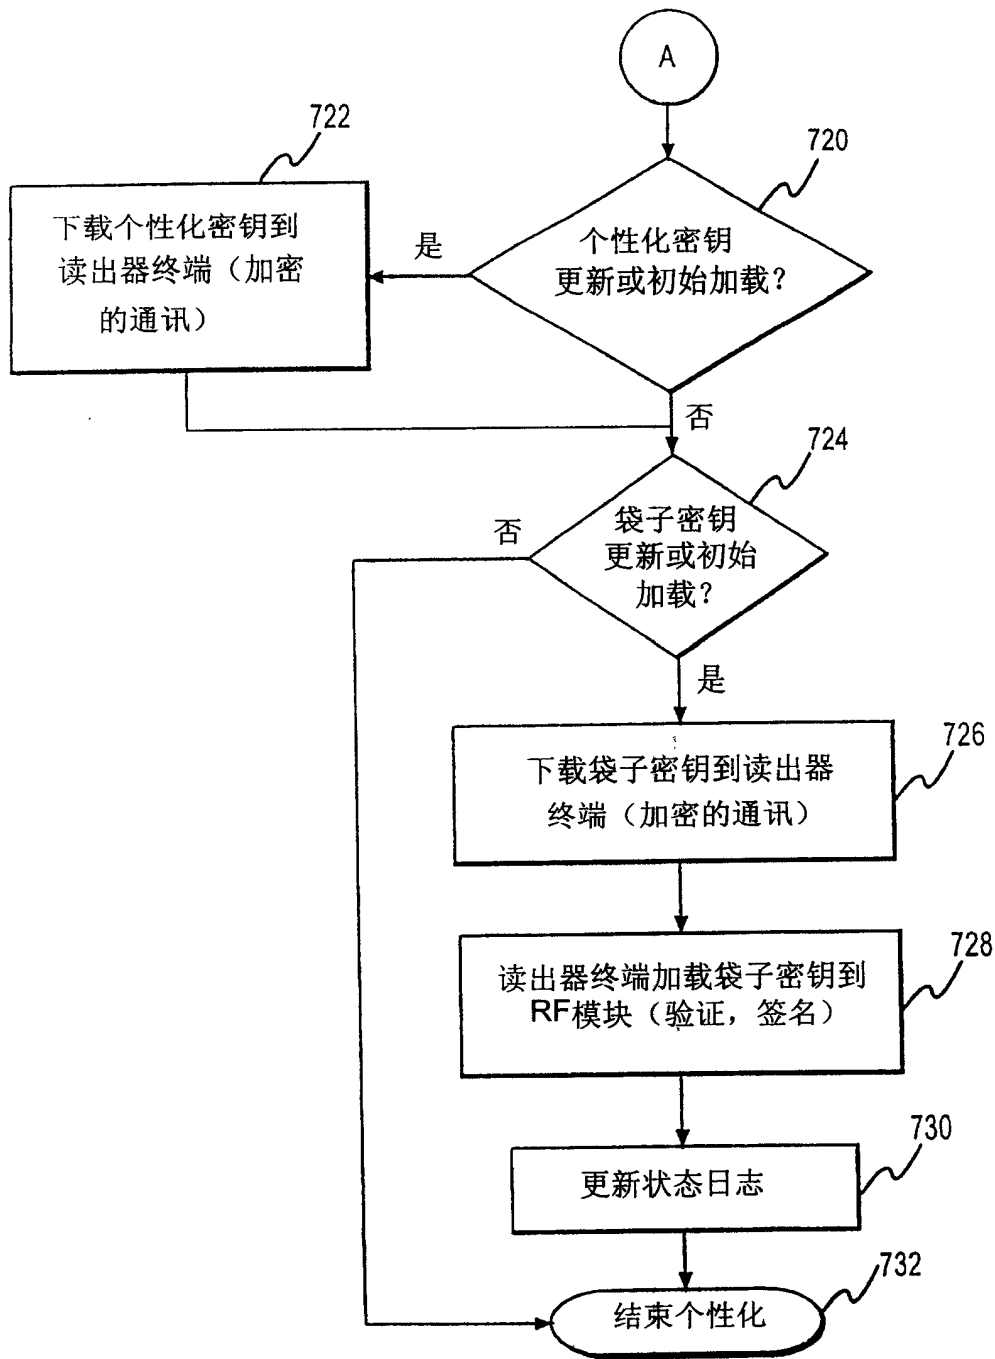 A
720
722
个性化密钥
更新或初始加载?
是
下载个性化密钥到
读出器终端（加密
的通讯）
否
724
袋子密钥
更新或初始
加载?
否
是
726
下载袋子密钥到读出器
终端（加密的通讯）
728
读出器终端加载袋子密钥到
RF模块（验证，签名）
730
更新状态日志
732
结束个性化